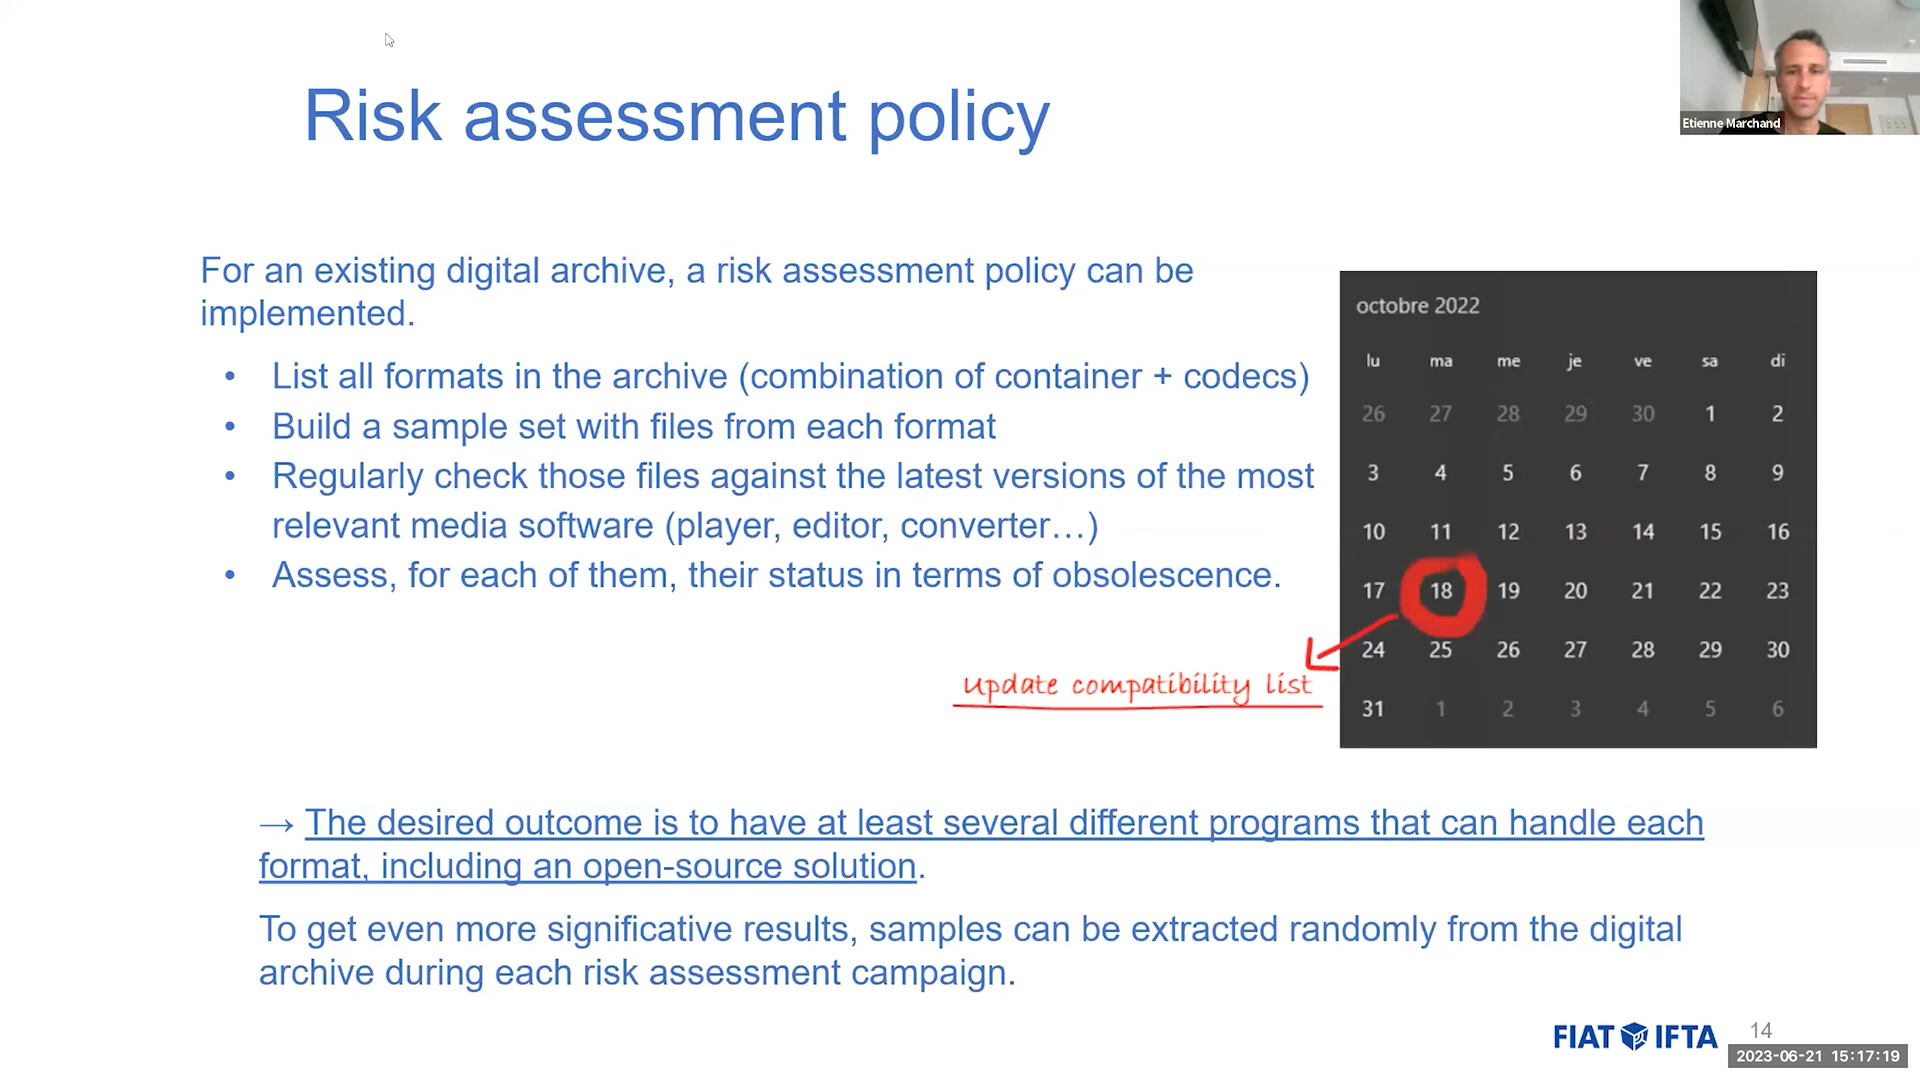 Risk assessment policy
Etienne Marchand
For an existing digital archive, a risk assessment policy can be
implemented.
• List all formats in the archive (combination of container + codecs)
• Build a sample set with files from each format
• Regularly check those files against the latest versions of the most
relevant media software (player, editor, converter…)
• Assess, for each of them, their status in terms of obsolescence.
octobre 2022
lu ma me je ve sa di
26 27 28 29 30 1 2
3 4 5 6 7 8 9
10 11 12 13 14 15 16
17 18 19 20 21 22 23
24 25 26 27 28 29 30
31 1 2 3 4 5 6
Update compatibility list
→ The desired outcome is to have at least several different programs that can handle each
format, including an open-source solution.
To get even more significative results, samples can be extracted randomly from the digital
archive during each risk assessment campaign.
FIAT IFTA
14
2023-06-21 15:17:19